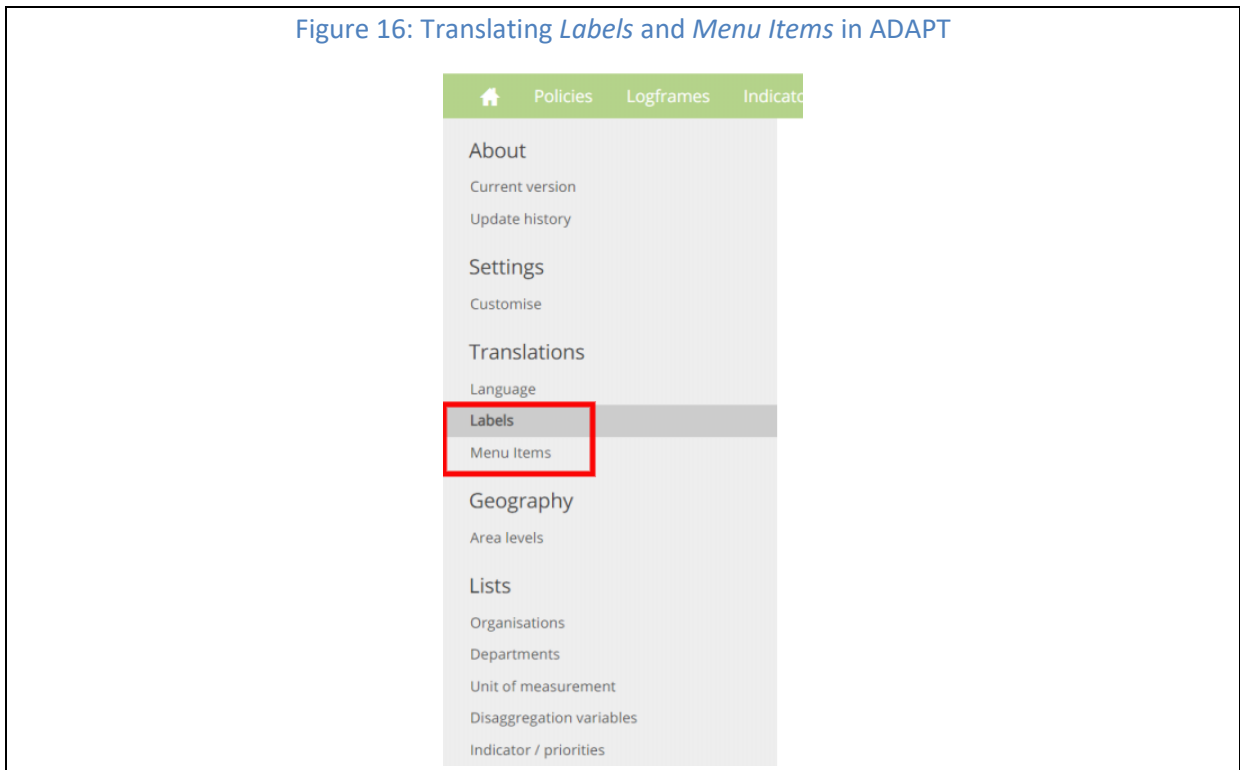 Figure 16: Translating Labels and Menu Items in ADAPT
Policies Logframes Indicato
About
Current version
Update history
Settings
Customise
Translations
Language
Labels
Menu Items
Geography
Area levels
Lists
Organisations
Departments
Unit of measurement
Disaggregation variables
Indicator / priorities